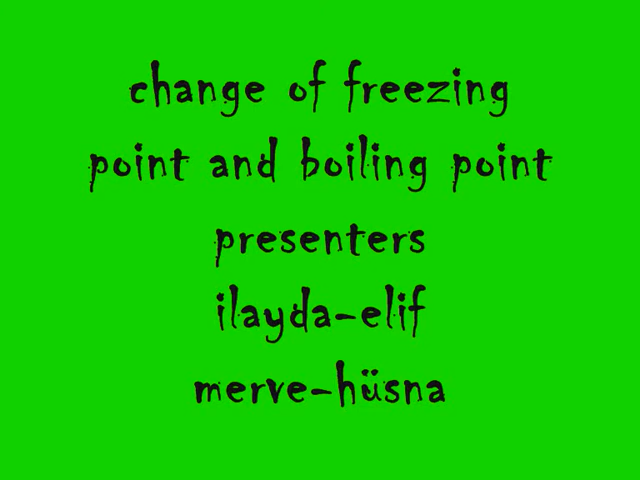 change of freezing
point and boiling point
presenters
ilayda-elif
merve-hüsna